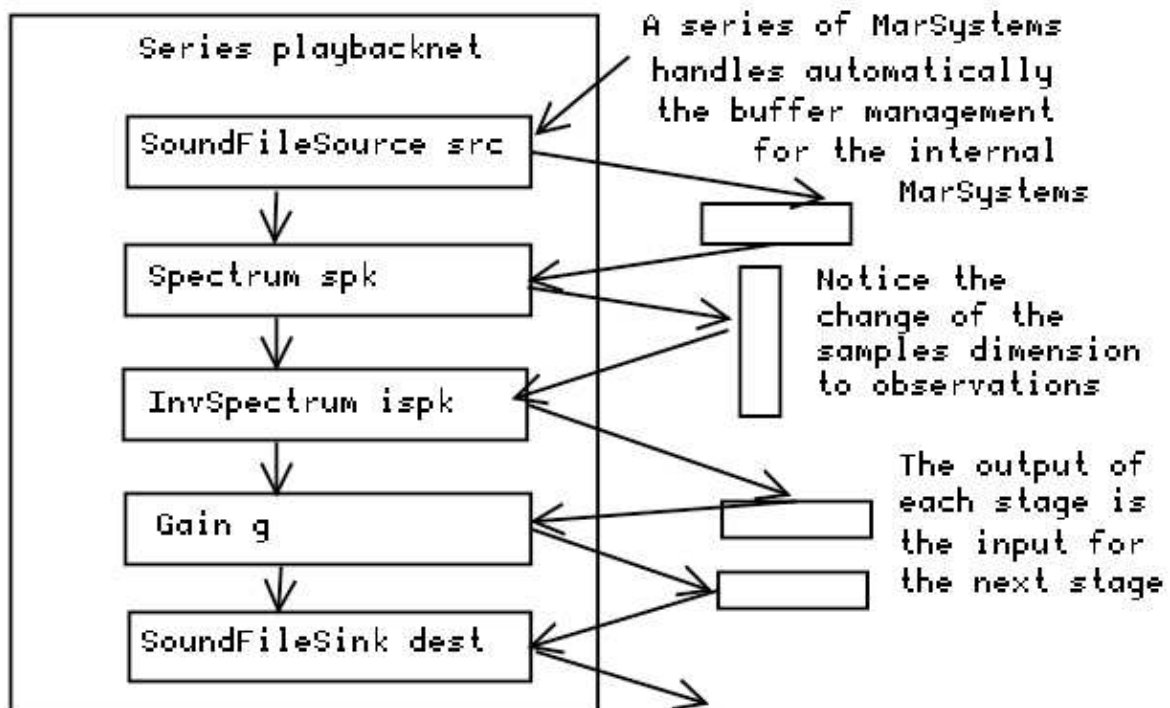 Series playbacknet
A series of MarSystems
handles automatically
the buffer management
for the internal
MarSystems
SoundFileSource src
Spectrum spk
Notice the
change of the
samples dimension
to observations
InvSpectrum ispk
The output of
each stage is
the input for
the next stage
Gain g
SoundFileSink dest